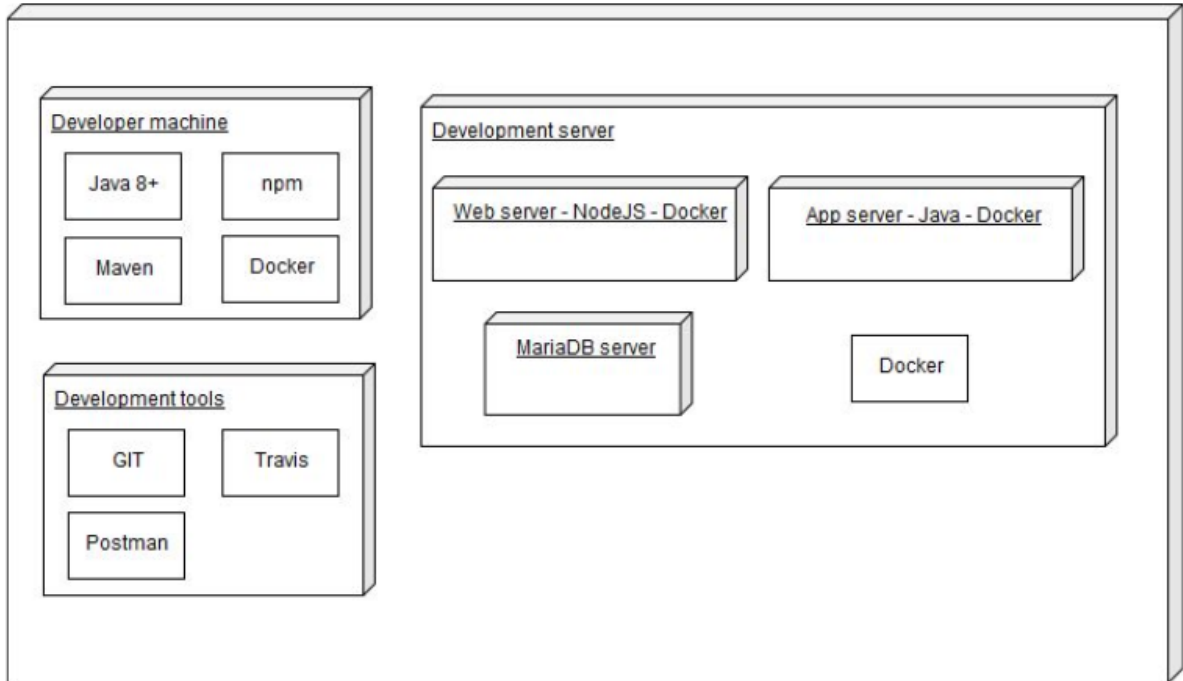 Developer machine
Java 8+
npm
Maven
Docker
Development tools
GIT
Travis
Postman
Development server
Web server - NodeJS - Docker
App server - Java - Docker
MariaDB server
Docker